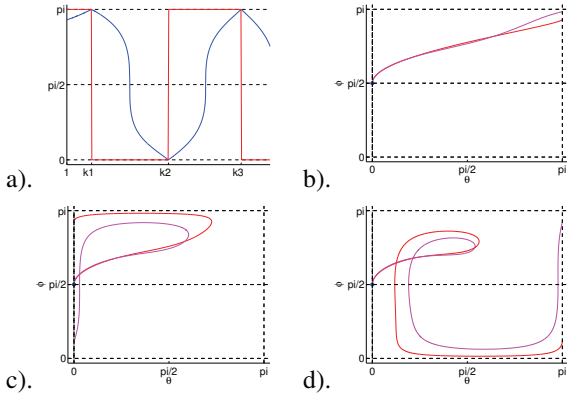 pi
pi/2
0
1 k1 k2 k3
a).
pi
ϕ pi/2
0
0 pi/2 pi
θ
b).
pi
ϕ pi/2
0
0 pi/2 pi
θ
c).
pi
ϕ pi/2
0
0 pi/2 pi
θ
d).